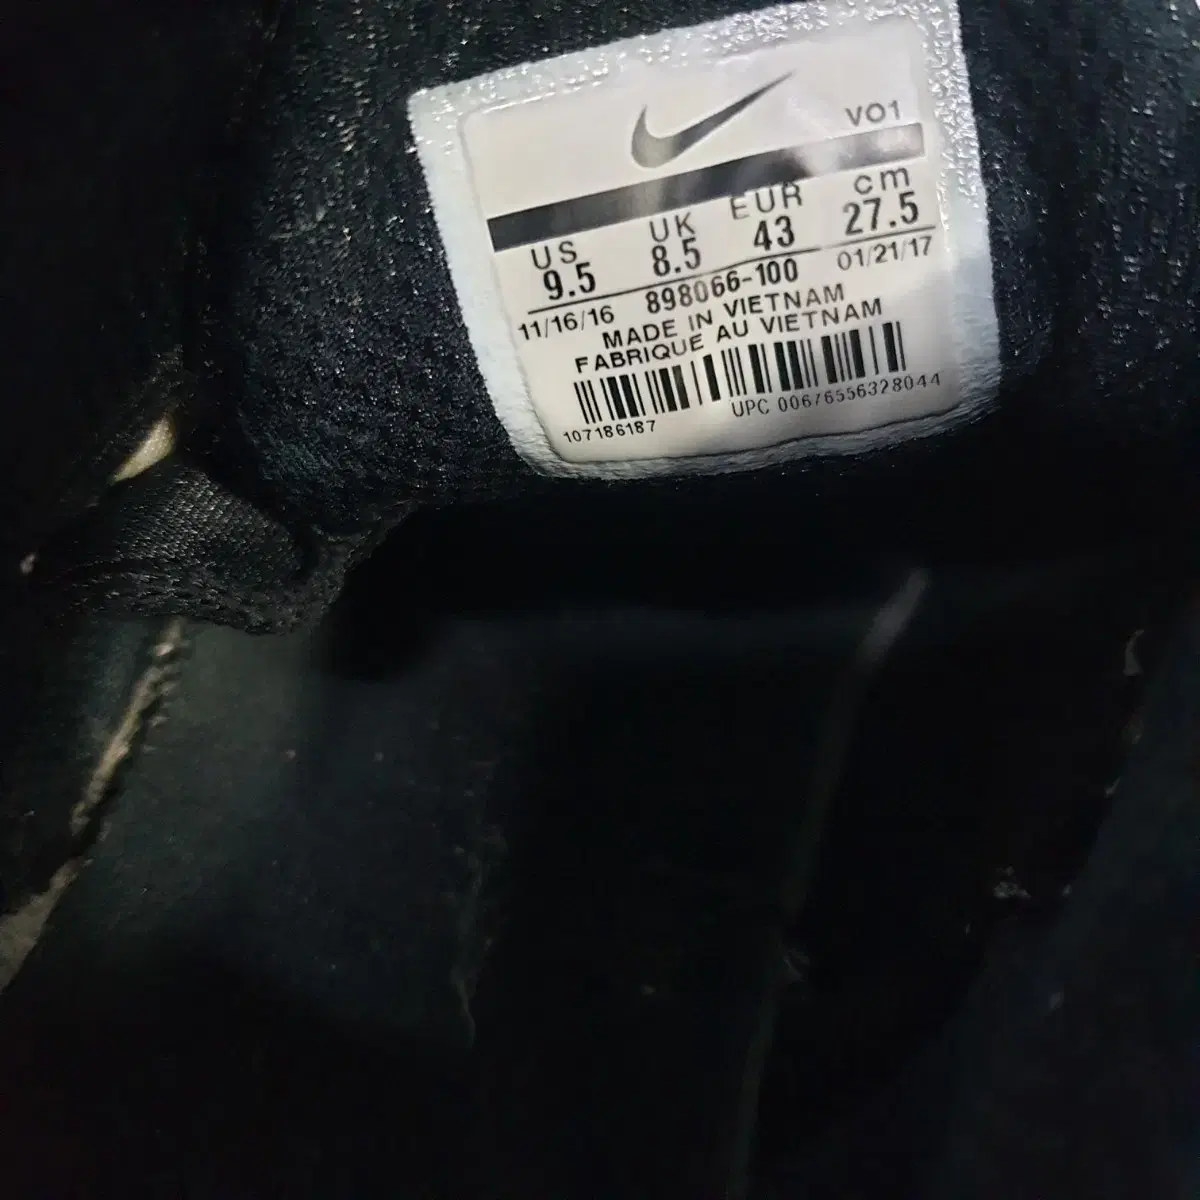 VO1
US UK EUR cm
9.5 8.5 43 27.5
11/16/16 898066-100 01/21/17
MADE IN VIETNAM
FABRIQUE AU VIETNAM
UPC 00676556328044
107186187